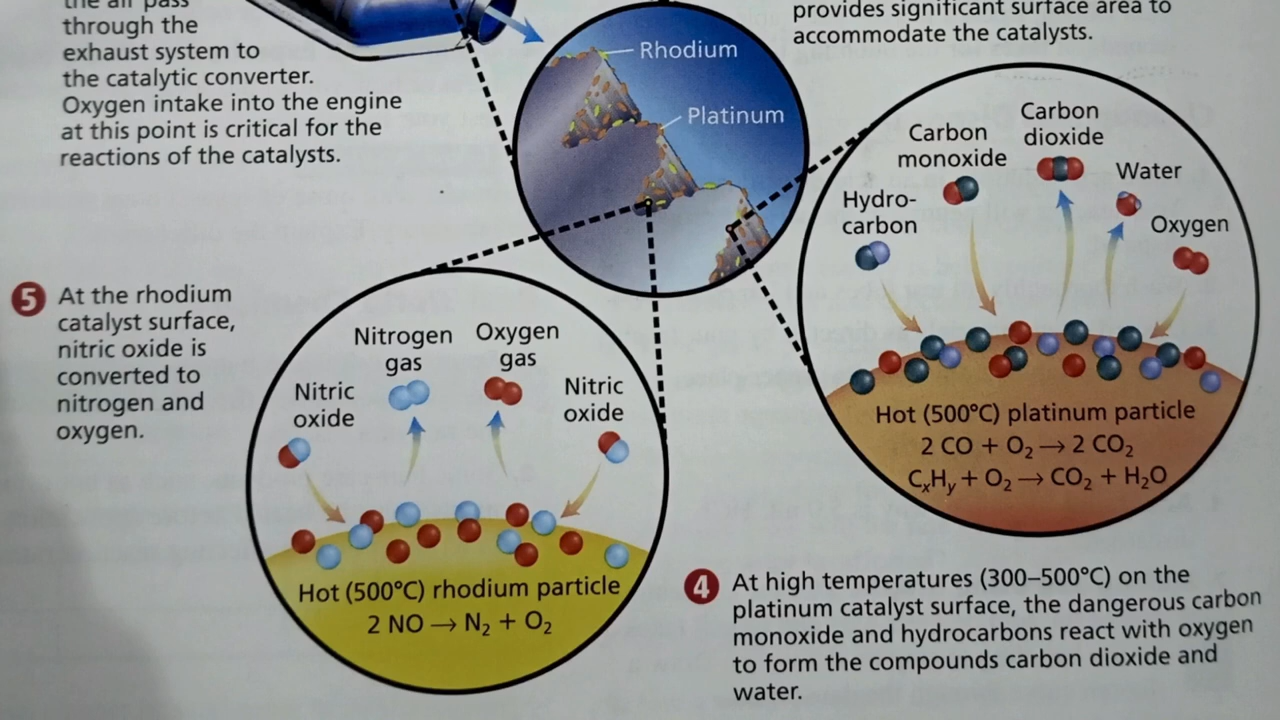 the air pass
through the
exhaust system to
the catalytic converter.
Oxygen intake into the engine
at this point is critical for the
reactions of the catalysts.
Rhodium
Platinum
provides significant surface area to
accommodate the catalysts.
Carbon
monoxide
Carbon
dioxide
Water
Hydro-
carbon
Oxygen
Hot (500°C) platinum particle
2 CO + O₂ → 2 CO₂
CₓHᵧ + O₂ → CO₂ + H₂O
5 At the rhodium
catalyst surface,
nitric oxide is
converted to
nitrogen and
oxygen.
Nitric
oxide
Nitrogen
gas
Oxygen
gas
Nitric
oxide
Hot (500°C) rhodium particle
2 NO → N₂ + O₂
4 At high temperatures (300–500°C) on the
platinum catalyst surface, the dangerous carbon
monoxide and hydrocarbons react with oxygen
to form the compounds carbon dioxide and
water.